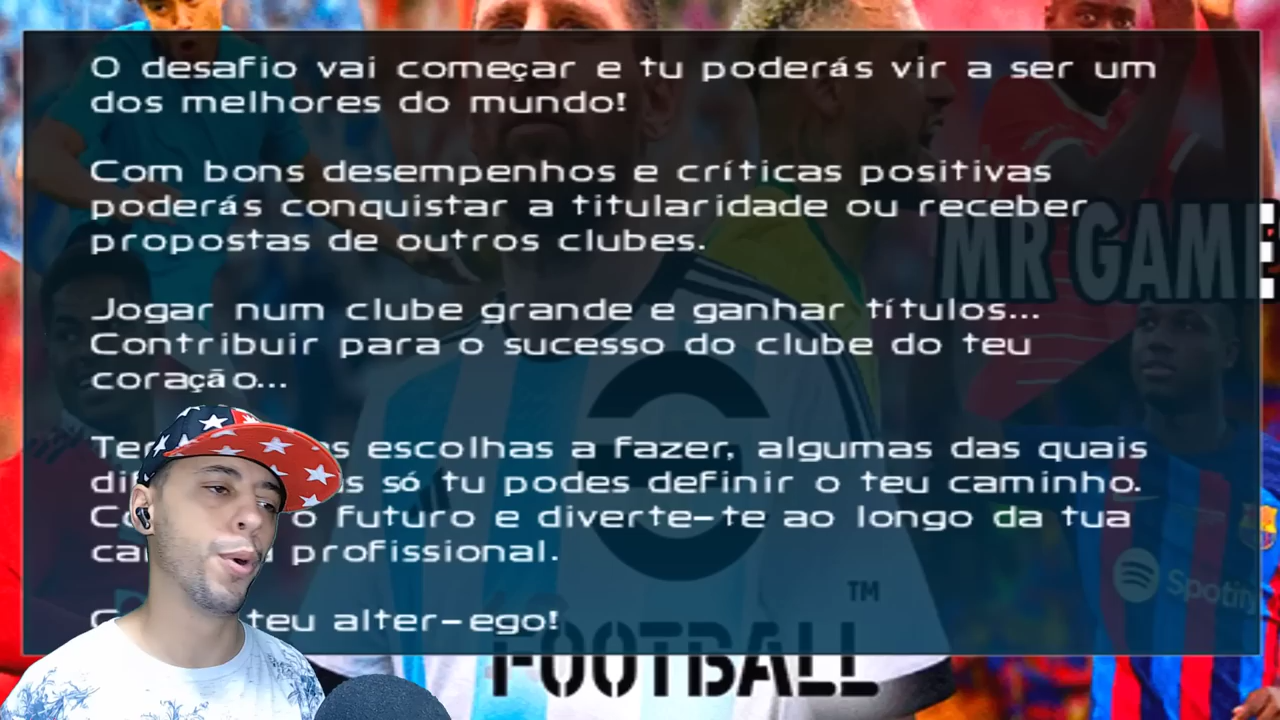 O desafio vai começar e tu poderás vir a ser um
dos melhores do mundo!
Com bons desempenhos e críticas positivas
poderás conquistar a titularidade ou receber
propostas de outros clubes.
MR GAME
Jogar num clube grande e ganhar títulos...
Contribuir para o sucesso do clube do teu
coração...
escolhas a fazer, algumas das quais
só tu podes definir o teu caminho.
o futuro e diverte-te ao longo da tua
profissional.
teu alter-ego!
Spotify
TM
FOOTBALL